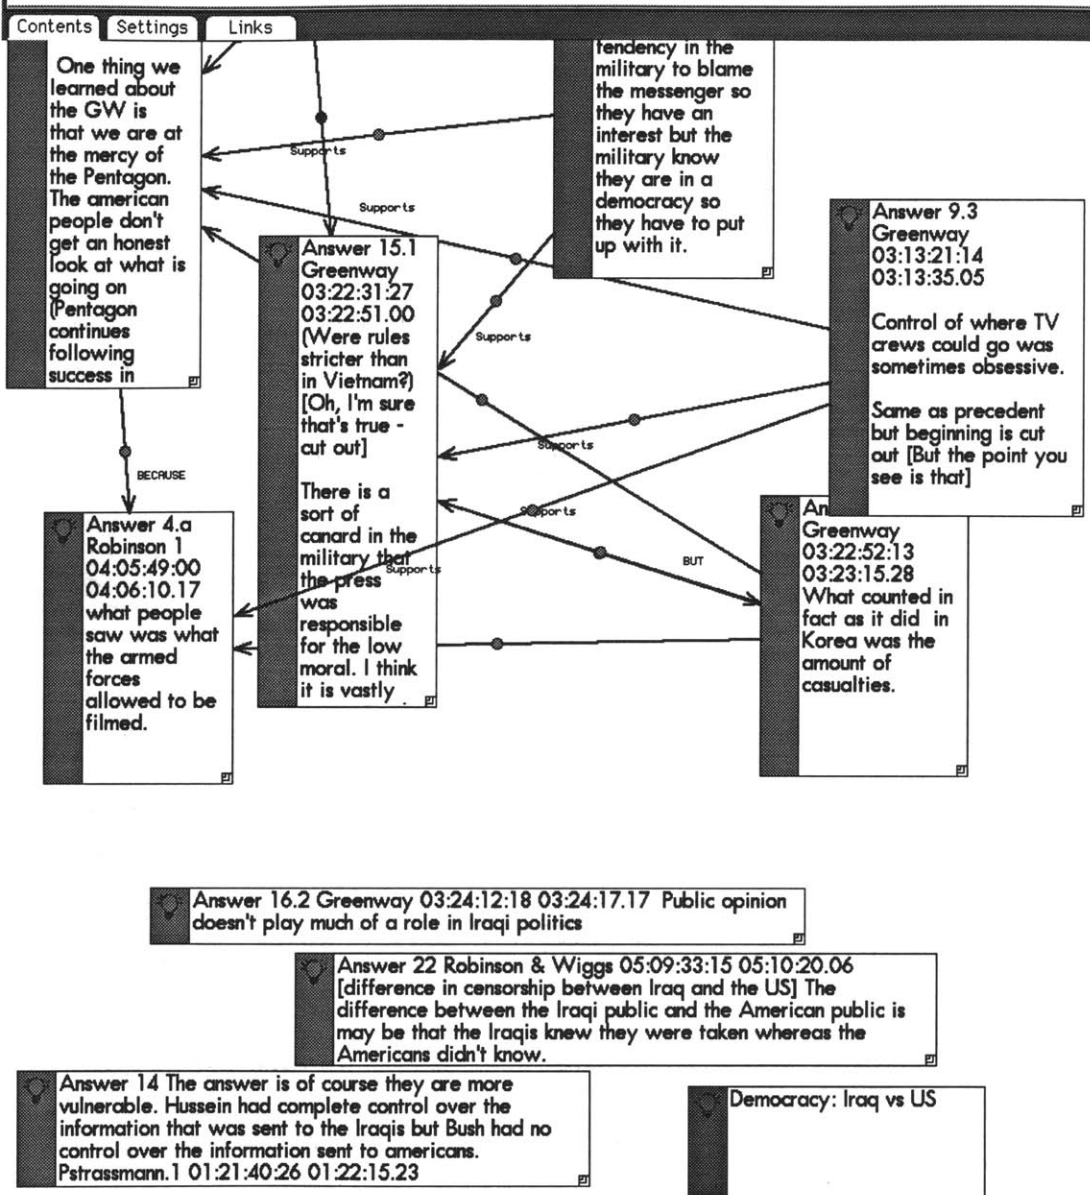 Contents Settings Links
One thing we
learned about
the GW is
that we are at
the mercy of
the Pentagon.
The american
people don't
get an honest
look at what is
going on
(Pentagon
continues
following
success in
tendency in the
military to blame
the messenger so
they have an
interest but the
military know
they are in a
democracy so
they have to put
up with it.
Supports
Supports
Supports
Supports
Supports
Supports
BUT
BECAUSE
Answer 15.1
Greenway
03:22:31:27
03:22:51.00
(Were rules
stricter than
in Vietnam?)
[Oh, I'm sure
that's true -
cut out]
There is a
sort of
canard in the
military that
the press
was
responsible
for the low
moral. I think
it is vastly
Answer 9.3
Greenway
03:13:21:14
03:13:35.05
Control of where TV
crews could go was
sometimes obsessive.
Same as precedent
but beginning is cut
out [But the point you
see is that]
An
Greenway
03:22:52:13
03:23:15.28
What counted in
fact as it did in
Korea was the
amount of
casualties.
Answer 4.a
Robinson 1
04:05:49:00
04:06:10.17
what people
saw was what
the armed
forces
allowed to be
filmed.
Answer 16.2 Greenway 03:24:12:18 03:24:17.17 Public opinion
doesn't play much of a role in Iraqi politics
Answer 22 Robinson & Wiggs 05:09:33:15 05:10:20.06
[difference in censorship between Iraq and the US] The
difference between the Iraqi public and the American public is
may be that the Iraqis knew they were taken whereas the
Americans didn't know.
Answer 14 The answer is of course they are more
vulnerable. Hussein had complete control over the
information that was sent to the Iraqis but Bush had no
control over the information sent to americans.
Pstrassmann.1 01:21:40:26 01:22:15.23
Democracy: Iraq vs US